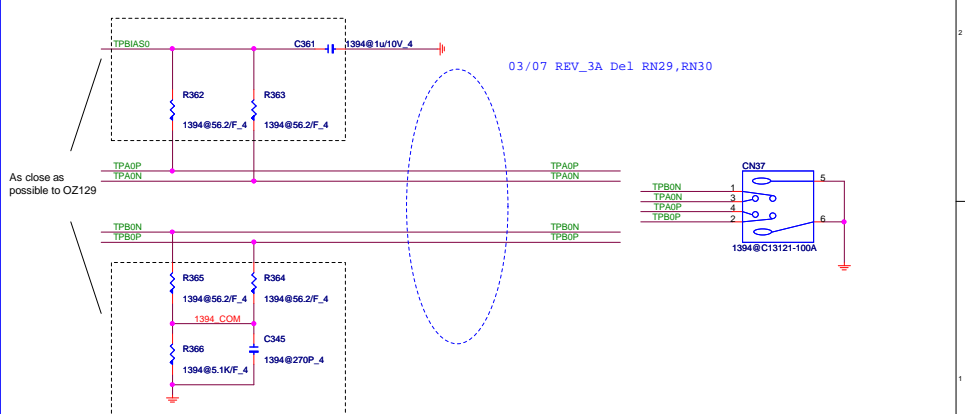 TPBIAS0
C361
1394@1u/10V_4
2
03/07 REV_3A Del RN29,RN30
R362
R363
1394@56.2/F_4
1394@56.2/F_4
As close as
possible to OZ129
TPA0P
TPA0P
TPA0N
TPA0N
CN37
TPB0N
1
5
TPA0N
3
TPA0P
4
TPB0P
2
6
1394@C13121-100A
TPB0N
TPB0N
TPB0P
TPB0P
R365
R364
1394@56.2/F_4
1394@56.2/F_4
1394_COM
R366
C345
1394@5.1K/F_4
1394@270P_4
1